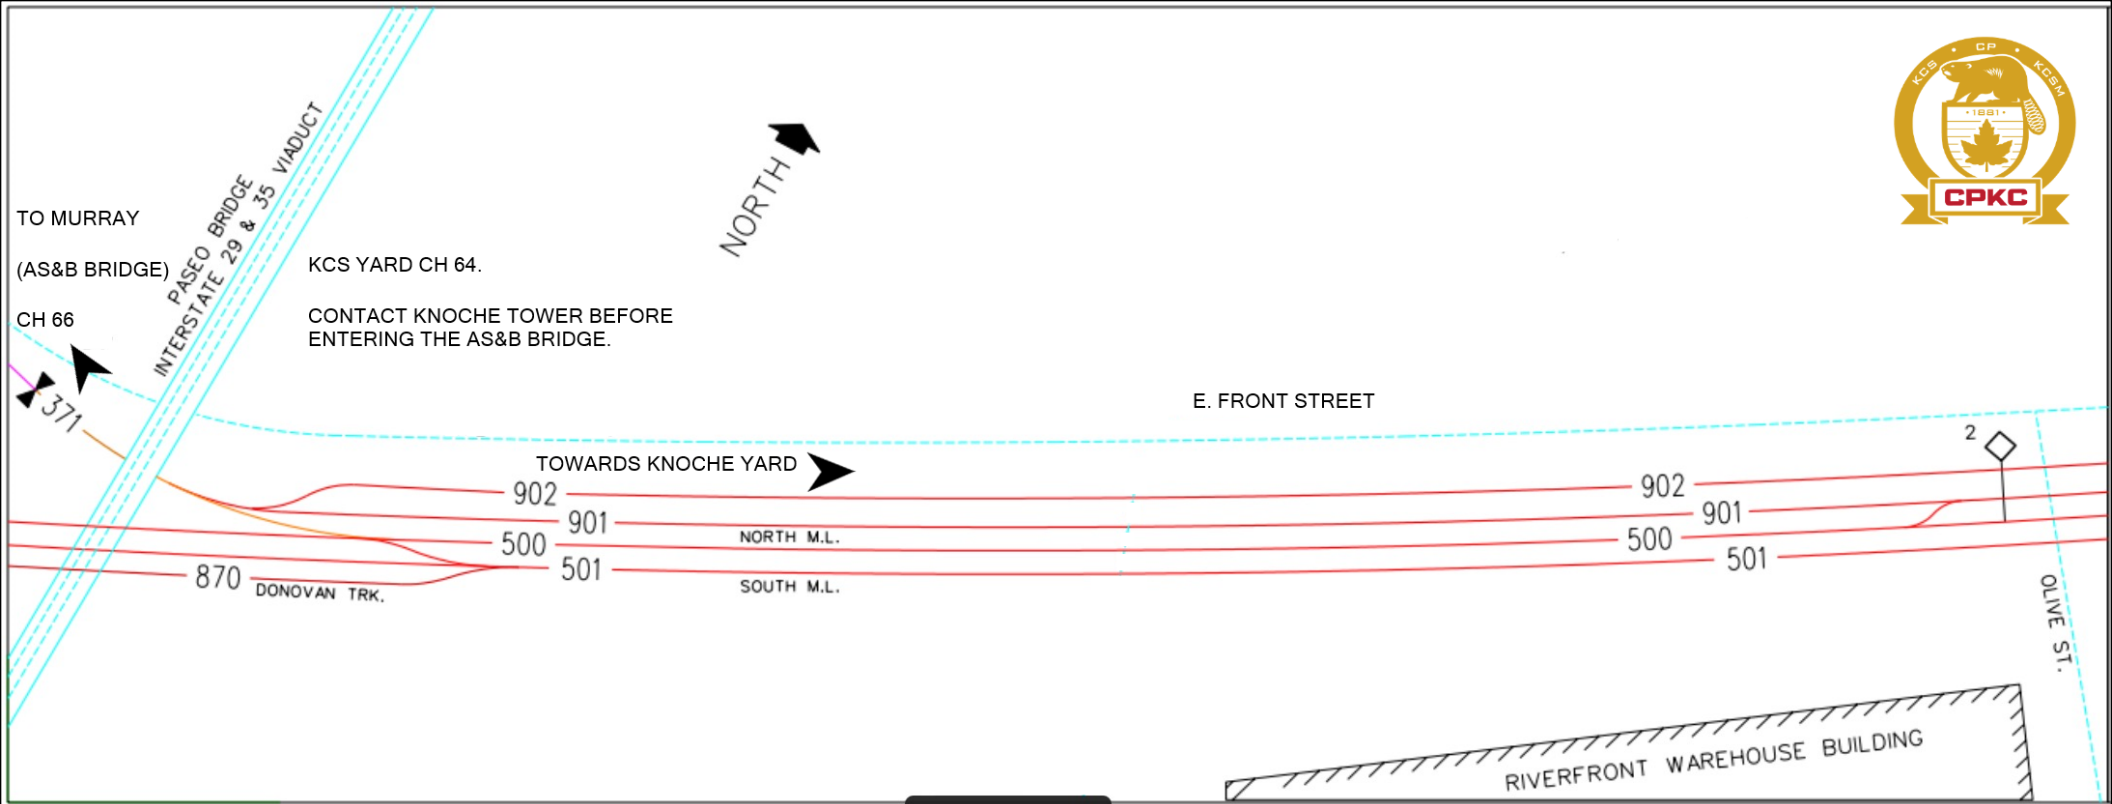 KCS • CP • KCSM
• 1881 •
CPKC
TO MURRAY
(AS&B BRIDGE)
CH 66
PASEO BRIDGE
INTERSTATE 29 & 35 VIADUCT
KCS YARD CH 64.
CONTACT KNOCHE TOWER BEFORE
ENTERING THE AS&B BRIDGE.
NORTH
371
E. FRONT STREET
2
TOWARDS KNOCHE YARD
902
902
901
901
NORTH M.L.
500
500
501
501
SOUTH M.L.
870
DONOVAN TRK.
OLIVE ST.
RIVERFRONT WAREHOUSE BUILDING